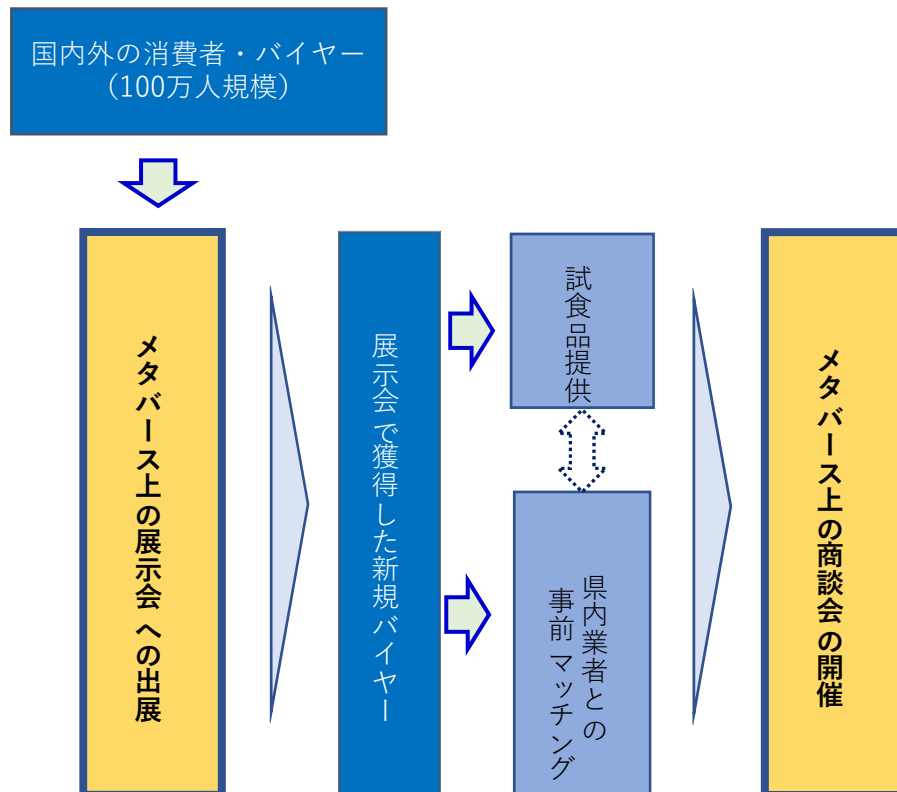 国内外の消費者・バイヤー
（100万人規模）
メタバース上の展示会 への出展
展示会で獲得した新規バイヤー
試食品提供
県内業者との
事前 マッチング
メタバース上の商談会 の開催